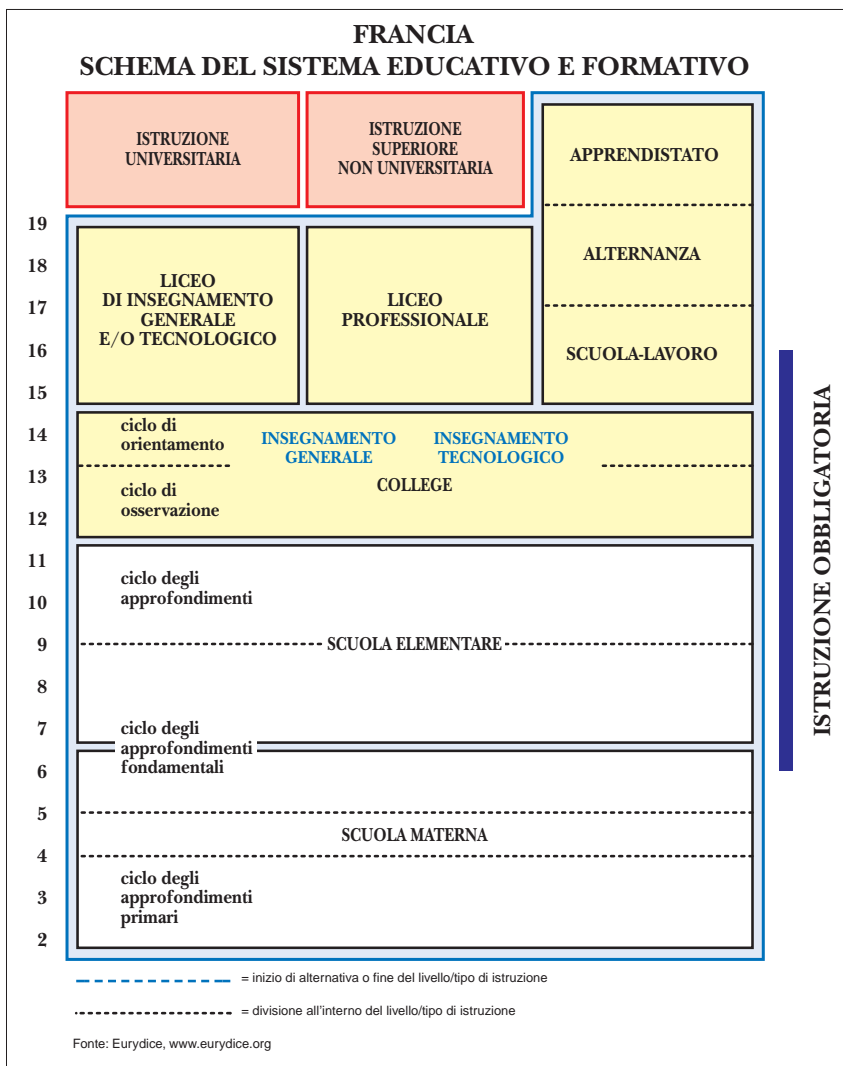 FRANCIA
SCHEMA DEL SISTEMA EDUCATIVO E FORMATIVO
ISTRUZIONE
UNIVERSITARIA
ISTRUZIONE
SUPERIORE
NON UNIVERSITARIA
APPRENDISTATO
ALTERNANZA
SCUOLA-LAVORO
LICEO
DI INSEGNAMENTO
GENERALE
E/O TECNOLOGICO
LICEO
PROFESSIONALE
19
18
17
16
15
14
13
12
11
10
9
8
7
6
5
4
3
2
ciclo di
orientamento
INSEGNAMENTO
GENERALE
INSEGNAMENTO
TECNOLOGICO
COLLEGE
ciclo di
osservazione
ciclo degli
approfondimenti
SCUOLA ELEMENTARE
ciclo degli
approfondimenti
fondamentali
SCUOLA MATERNA
ciclo degli
approfondimenti
primari
ISTRUZIONE OBBLIGATORIA
= inizio di alternativa o fine del livello/tipo di istruzione
= divisione all'interno del livello/tipo di istruzione
Fonte: Eurydice, www.eurydice.org